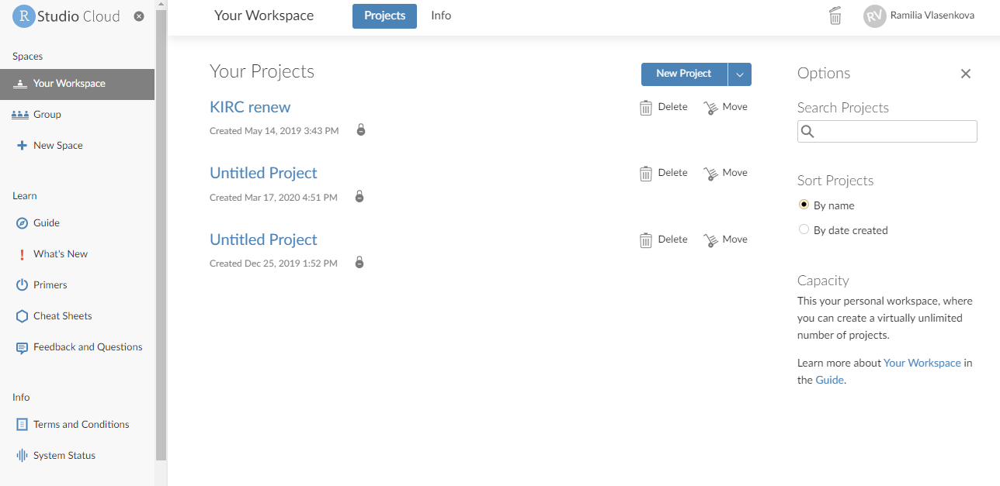 R Studio Cloud
Spaces
Your Workspace
Group
New Space
Learn
Guide
What's New
Primers
Cheat Sheets
Feedback and Questions
Info
Terms and Conditions
System Status
Your Workspace
Projects
Info
RV
Ramilia Vlasenkova
Your Projects
New Project
KIRC renew
Created May 14, 2019 3:43 PM
Delete
Move
Untitled Project
Created Mar 17, 2020 4:51 PM
Delete
Move
Untitled Project
Created Dec 25, 2019 1:52 PM
Delete
Move
Options
Search Projects
Sort Projects
By name
By date created
Capacity
This your personal workspace, where
you can create a virtually unlimited
number of projects.
Learn more about Your Workspace in
the Guide.